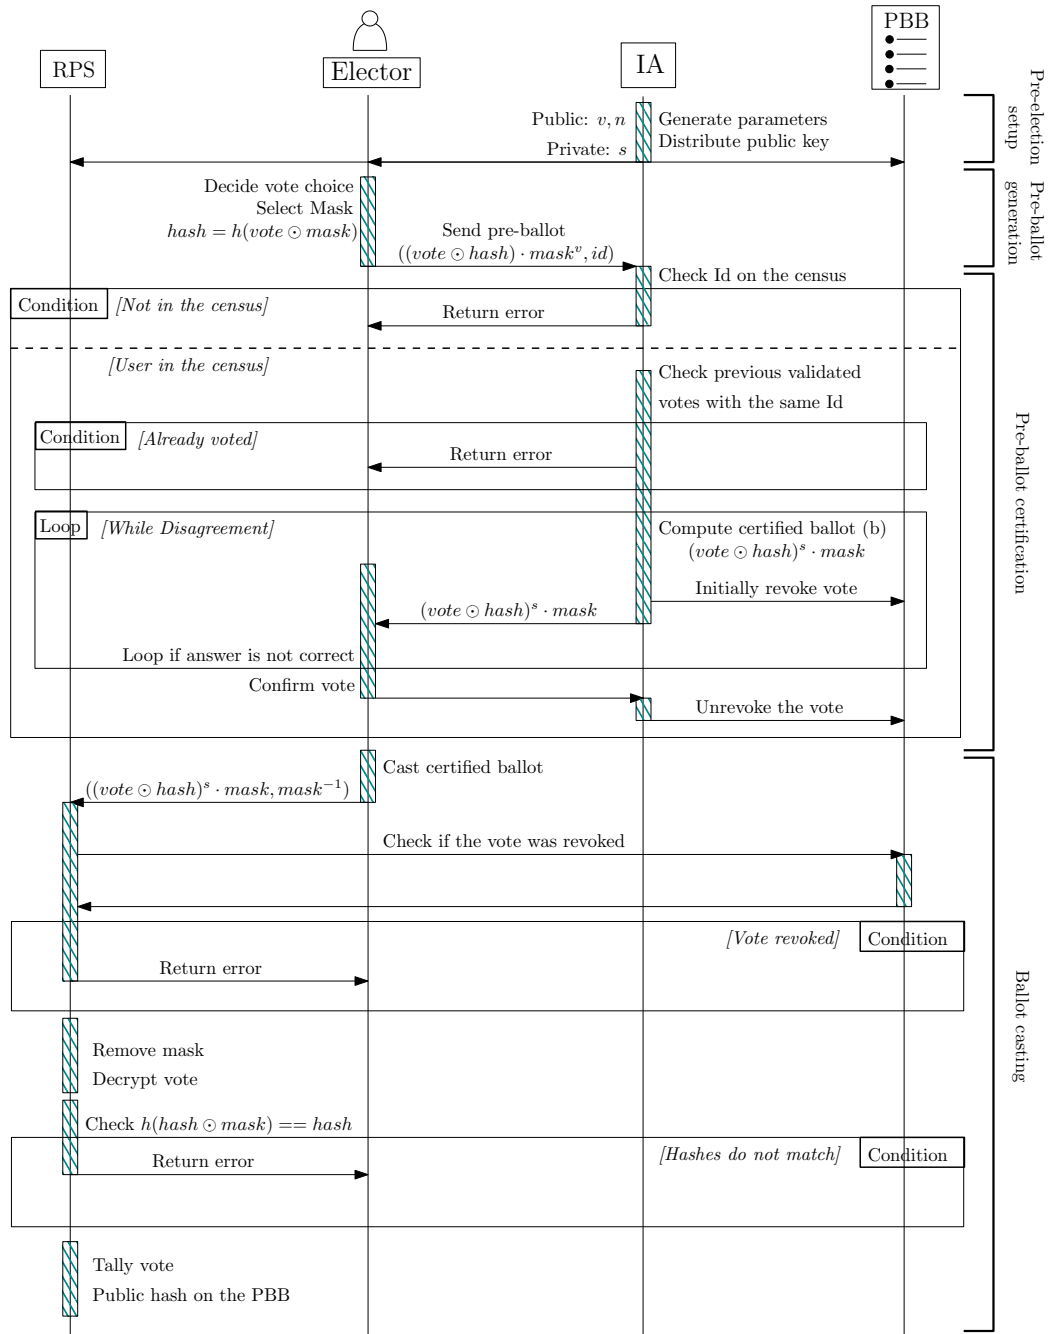 RPS
Elector
IA
PBB
Pre-election
setup
Public: v, n
Private: s
Generate parameters
Distribute public key
Pre-ballot
generation
Decide vote choice
Select Mask
hash = h(vote ⊙ mask)
Send pre-ballot
((vote ⊙ hash) · mask^v, id)
Check Id on the census
Pre-ballot certification
Condition
[Not in the census]
Return error
[User in the census]
Check previous validated
votes with the same Id
Condition
[Already voted]
Return error
Loop
[While Disagreement]
Compute certified ballot (b)
(vote ⊙ hash)^s · mask
Initially revoke vote
(vote ⊙ hash)^s · mask
Loop if answer is not correct
Confirm vote
Unrevoke the vote
Ballot casting
Cast certified ballot
((vote ⊙ hash)^s · mask, mask^−1)
Check if the vote was revoked
[Vote revoked]
Condition
Return error
Remove mask
Decrypt vote
Check h(hash ⊙ mask) == hash
[Hashes do not match]
Condition
Return error
Tally vote
Public hash on the PBB